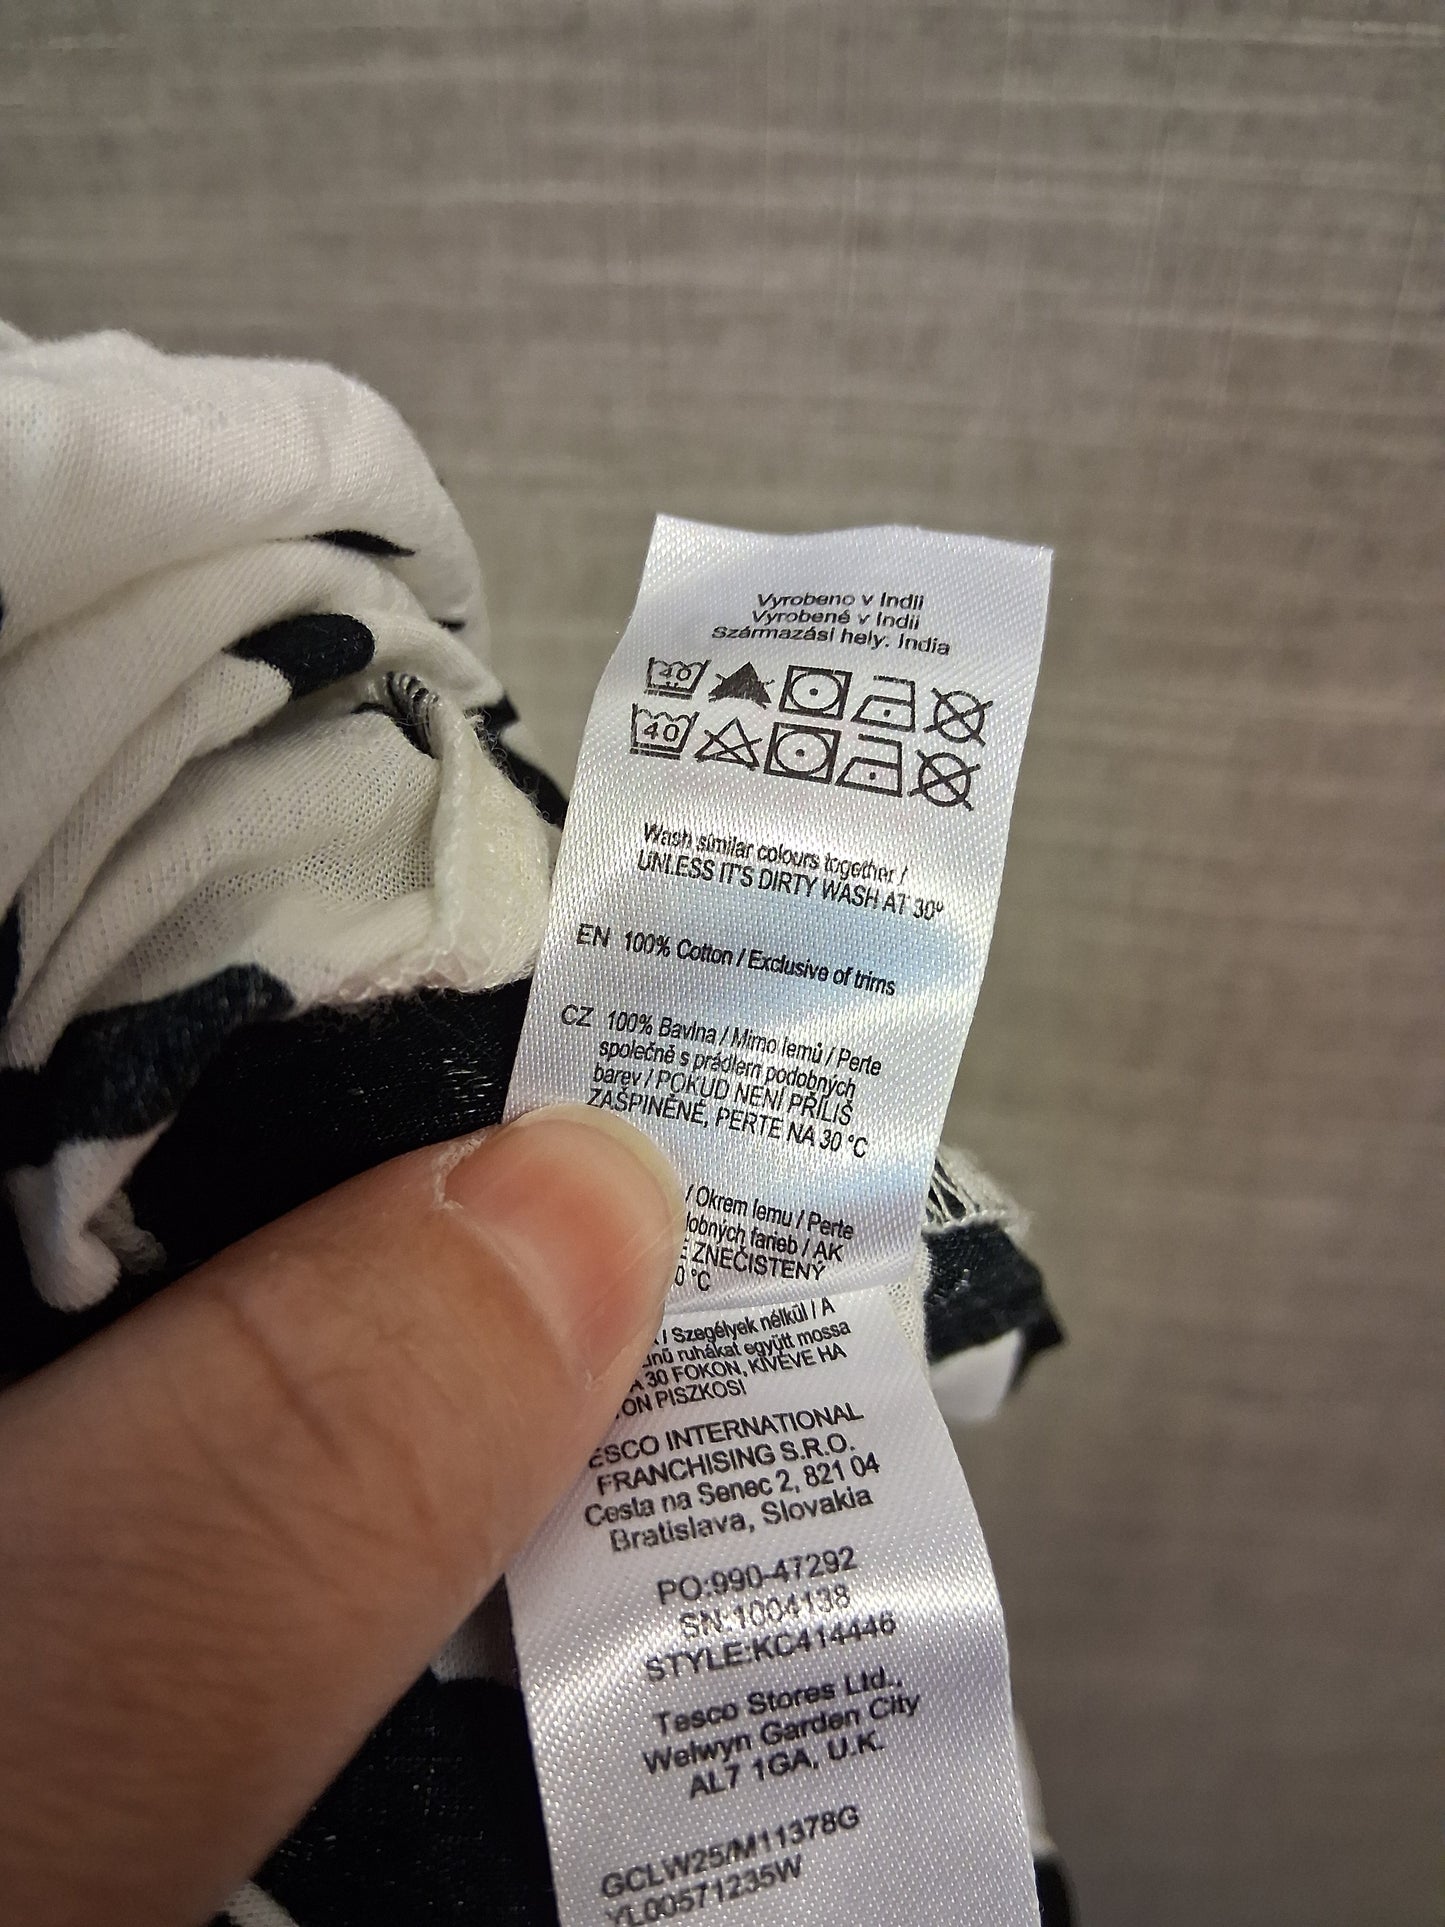 Vyrobeno v Indii
Vyrobené v Indii
Származási hely. India
40
40
Wash similar colours together /
UNLESS IT'S DIRTY WASH AT 30º
EN 100% Cotton / Exclusive of trims
CZ 100% Bavlna / Mimo lemů / Perte
společně s prádlem podobných
barev / POKUD NENÍ PŘÍLIŠ
ZAŠPINĚNÉ, PERTE NA 30 °C
/ Okrem lemu / Perte
farieb / AK
ZNEČISTENÝ
°C
/ Szegélyek nélkül / A
ruhákat együtt mossa
30 FOKON, KIVÉVE HA
PISZKOSI
ESCO INTERNATIONAL
FRANCHISING S.R.O.
Cesta na Senec 2, 821 04
Bratislava, Slovakia
PO:990-47292
SN:1004138
STYLE:KC414446
Tesco Stores Ltd.,
Welwyn Garden City
AL7 1GA, U.K.
GCLW25/M11378G
YL00571235W